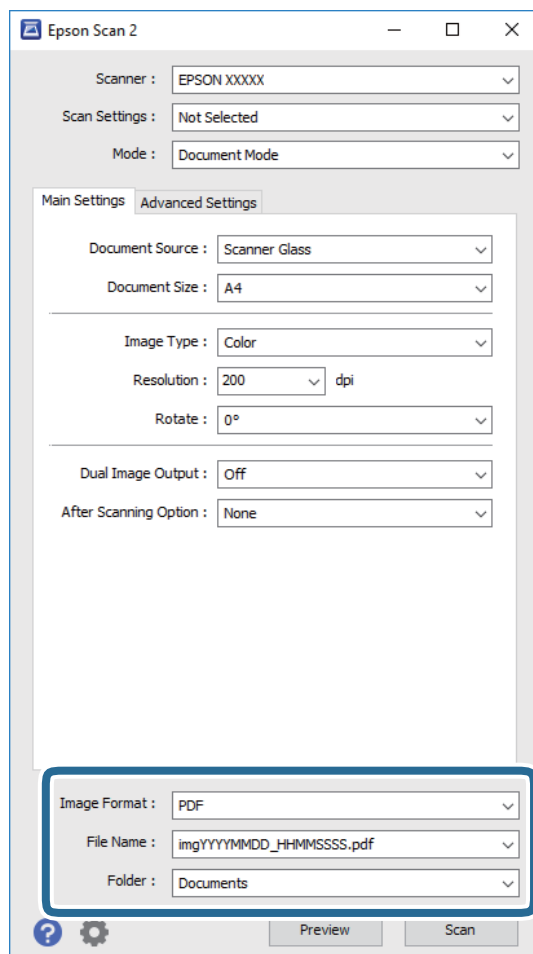 Epson Scan 2
Scanner : EPSON XXXXX
Scan Settings : Not Selected
Mode : Document Mode
Main Settings Advanced Settings
Document Source : Scanner Glass
Document Size : A4
Image Type : Color
Resolution : 200 dpi
Rotate : 0°
Dual Image Output : Off
After Scanning Option : None
Image Format : PDF
File Name : imgYYYYMMDD_HHMMSSSS.pdf
Folder : Documents
? Preview Scan